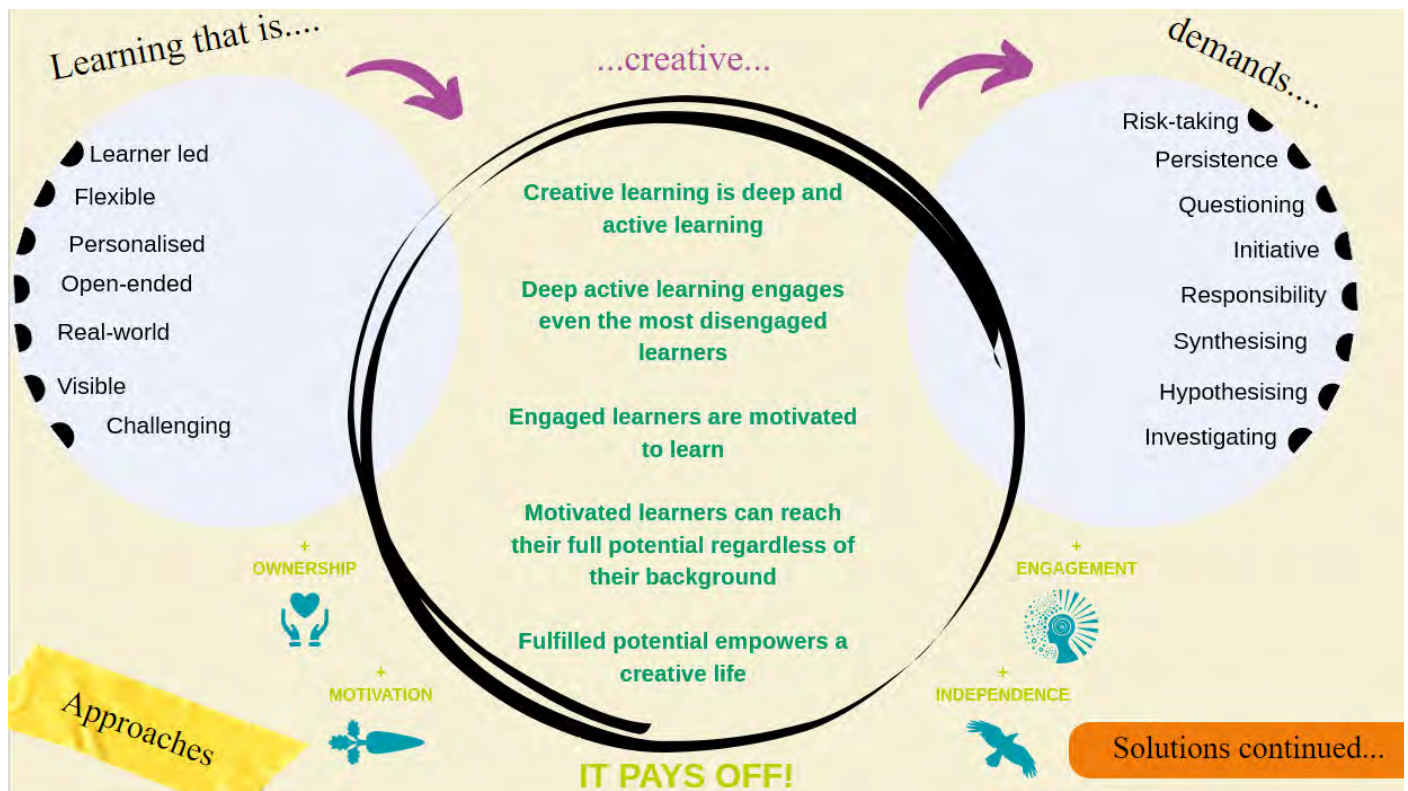 Learning that is....
...creative...
demands....
Learner led
Flexible
Personalised
Open-ended
Real-world
Visible
Challenging
Creative learning is deep and
active learning
Deep active learning engages
even the most disengaged
learners
Engaged learners are motivated
to learn
Motivated learners can reach
their full potential regardless of
their background
Fulfilled potential empowers a
creative life
Risk-taking
Persistence
Questioning
Initiative
Responsibility
Synthesising
Hypothesising
Investigating
+
OWNERSHIP
+
MOTIVATION
+
ENGAGEMENT
+
INDEPENDENCE
Approaches
IT PAYS OFF!
Solutions continued...